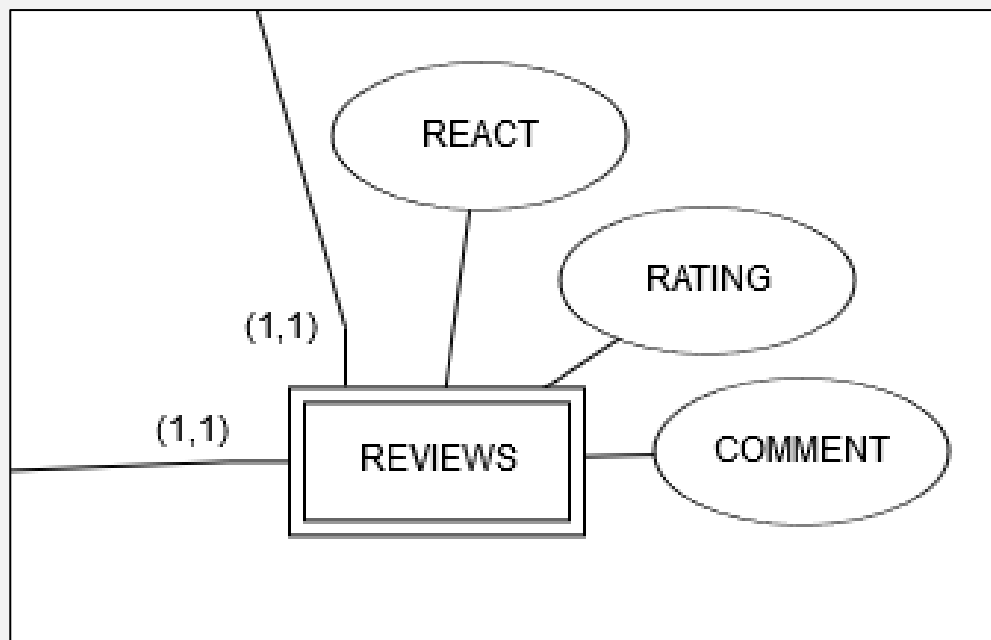 REACT
RATING
(1,1)
(1,1)
COMMENT
REVIEWS